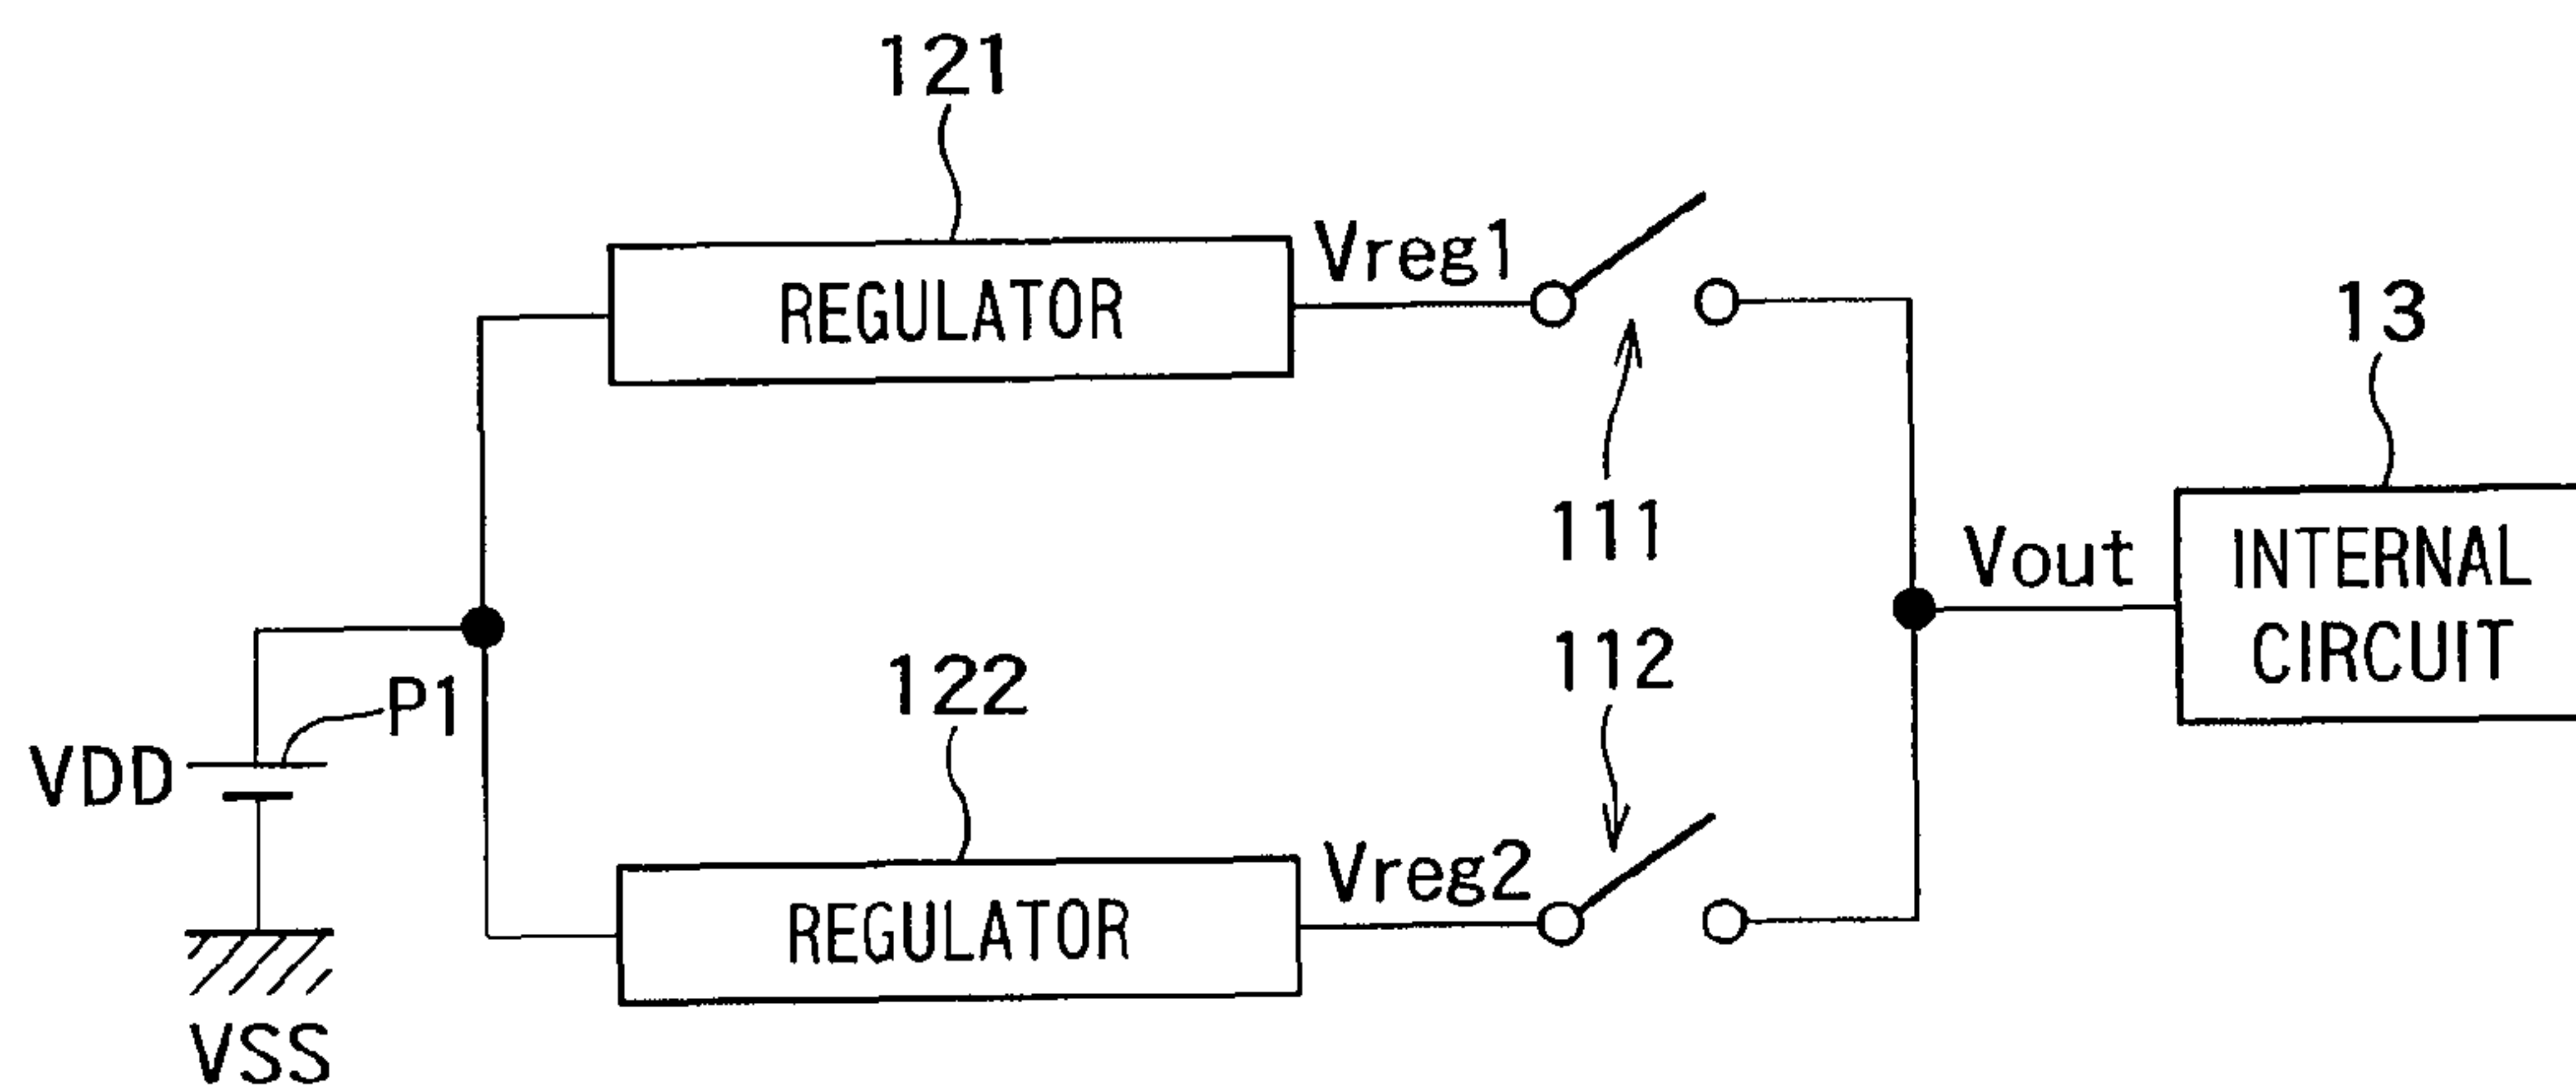 121
Vreg1
REGULATOR
13
111
Vout
INTERNAL
CIRCUIT
112
122
P1
VDD
Vreg2
REGULATOR
VSS